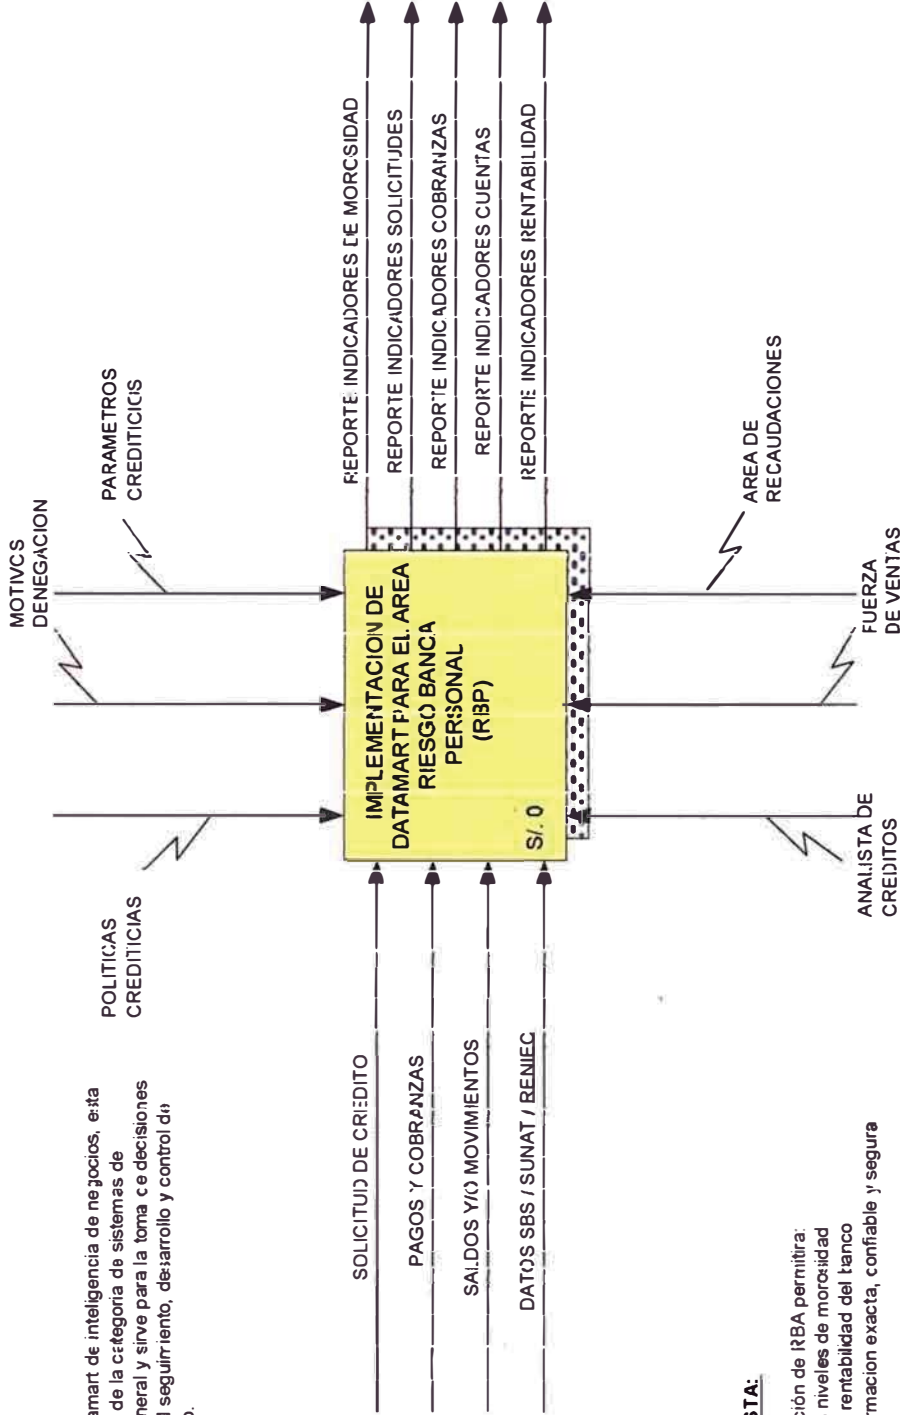 MOTIVOS
DENEGACION
PARAMETROS
CREDITICIOS
POLITICAS
CREDITICIAS
amart de inteligencia de negocios, esta
de la categoria de sistemas de
neral y sirve para la toma de decisiones
l seguimiento, desarrollo y control de
o.
SOLICITUD DE CREDITO
PAGOS Y COBRANZAS
SALDOS Y/O MOVIMIENTOS
DATOS SBS / SUNAT / RENIEC
IMPLEMENTACION DE
DATAMART PARA EL AREA
RIESGO BANCA
PERSONAL
(RBP)
S/. 0
REPORTE INDICADORES DE MOROSIDAD
REPORTE INDICADORES SOLICITUDES
REPORTE INDICADORES COBRANZAS
REPORTE INDICADORES CUENTAS
REPORTE INDICADORES RENTABILIDAD
AREA DE
RECAUDACIONES
FUERZA
DE VENTAS
ANALISTA DE
CREDITOS
STA:
ción de RBA permitira:
niveles de morosidad
rentabilidad del banco
rmacion exacta, confiable y segura